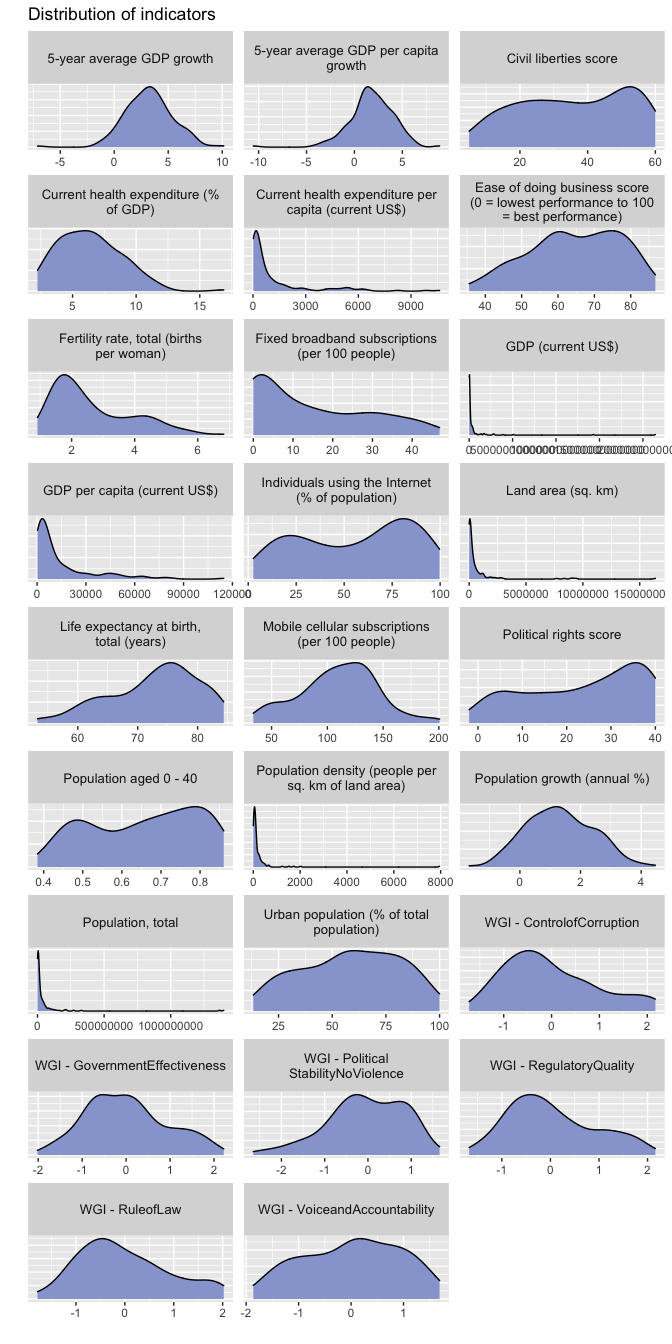 Distribution of indicators
5-year average GDP growth
5-year average GDP per capita
growth
Civil liberties score
-5 0 5 10
-10 -5 0 5
20 40 60
Current health expenditure (%
of GDP)
Current health expenditure per
capita (current US$)
Ease of doing business score
(0 = lowest performance to 100
= best performance)
5 10 15
0 3000 6000 9000
40 50 60 70 80
Fertility rate, total (births
per woman)
Fixed broadband subscriptions
(per 100 people)
GDP (current US$)
2 4 6
0 10 20 30 40
GDP per capita (current US$)
Individuals using the Internet
(% of population)
Land area (sq. km)
0 30000 60000 90000 120000
0 25 50 75 100
0 5000000 10000000 15000000
Life expectancy at birth,
total (years)
Mobile cellular subscriptions
(per 100 people)
Political rights score
60 70 80
50 100 150 200
0 10 20 30 40
Population aged 0 - 40
Population density (people per
sq. km of land area)
Population growth (annual %)
0.4 0.5 0.6 0.7 0.8
0 2000 4000 6000 8000
0 2 4
Population, total
Urban population (% of total
population)
WGI - ControlofCorruption
0 500000000 1000000000
25 50 75 100
-1 0 1 2
WGI - GovernmentEffectiveness
WGI - Political
StabilityNoViolence
WGI - RegulatoryQuality
-2 -1 0 1 2
-2 -1 0 1
-1 0 1 2
WGI - RuleofLaw
WGI - VoiceandAccountability
-1 0 1 2
-2 -1 0 1